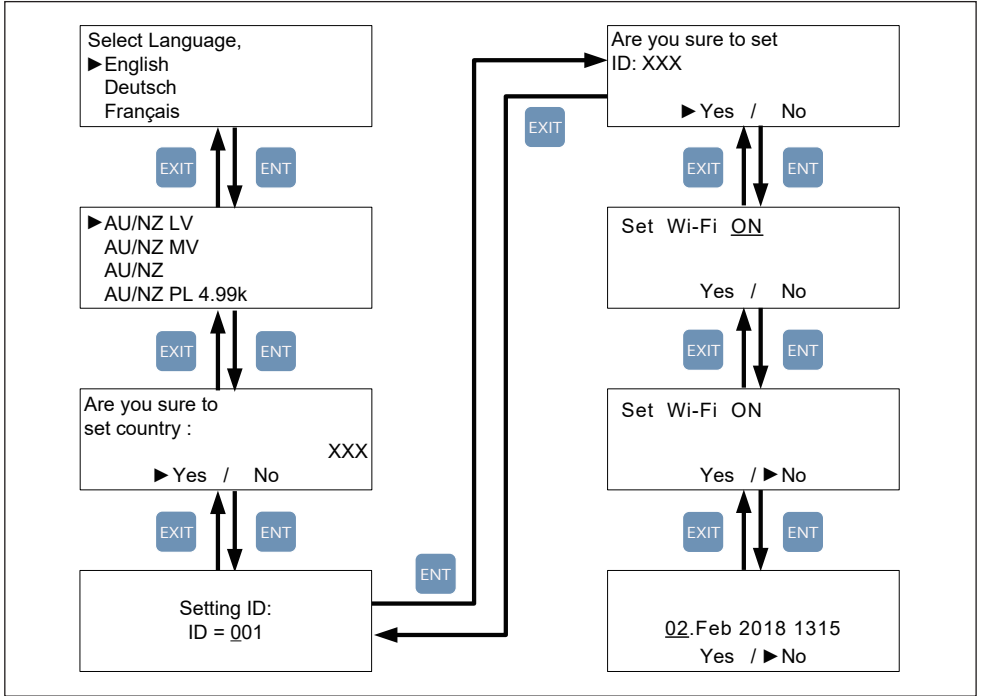 Select Language,
►English
Deutsch
Français
EXIT
ENT
►AU/NZ LV
AU/NZ MV
AU/NZ
AU/NZ PL 4.99k
EXIT
ENT
Are you sure to
set country :
XXX
►Yes / No
EXIT
ENT
Setting ID:
ID = 001
ENT
EXIT
Are you sure to set
ID: XXX
►Yes / No
EXIT
ENT
Set Wi-Fi ON
Yes / No
EXIT
ENT
Set Wi-Fi ON
Yes /►No
EXIT
ENT
02.Feb 2018 1315
Yes /►No